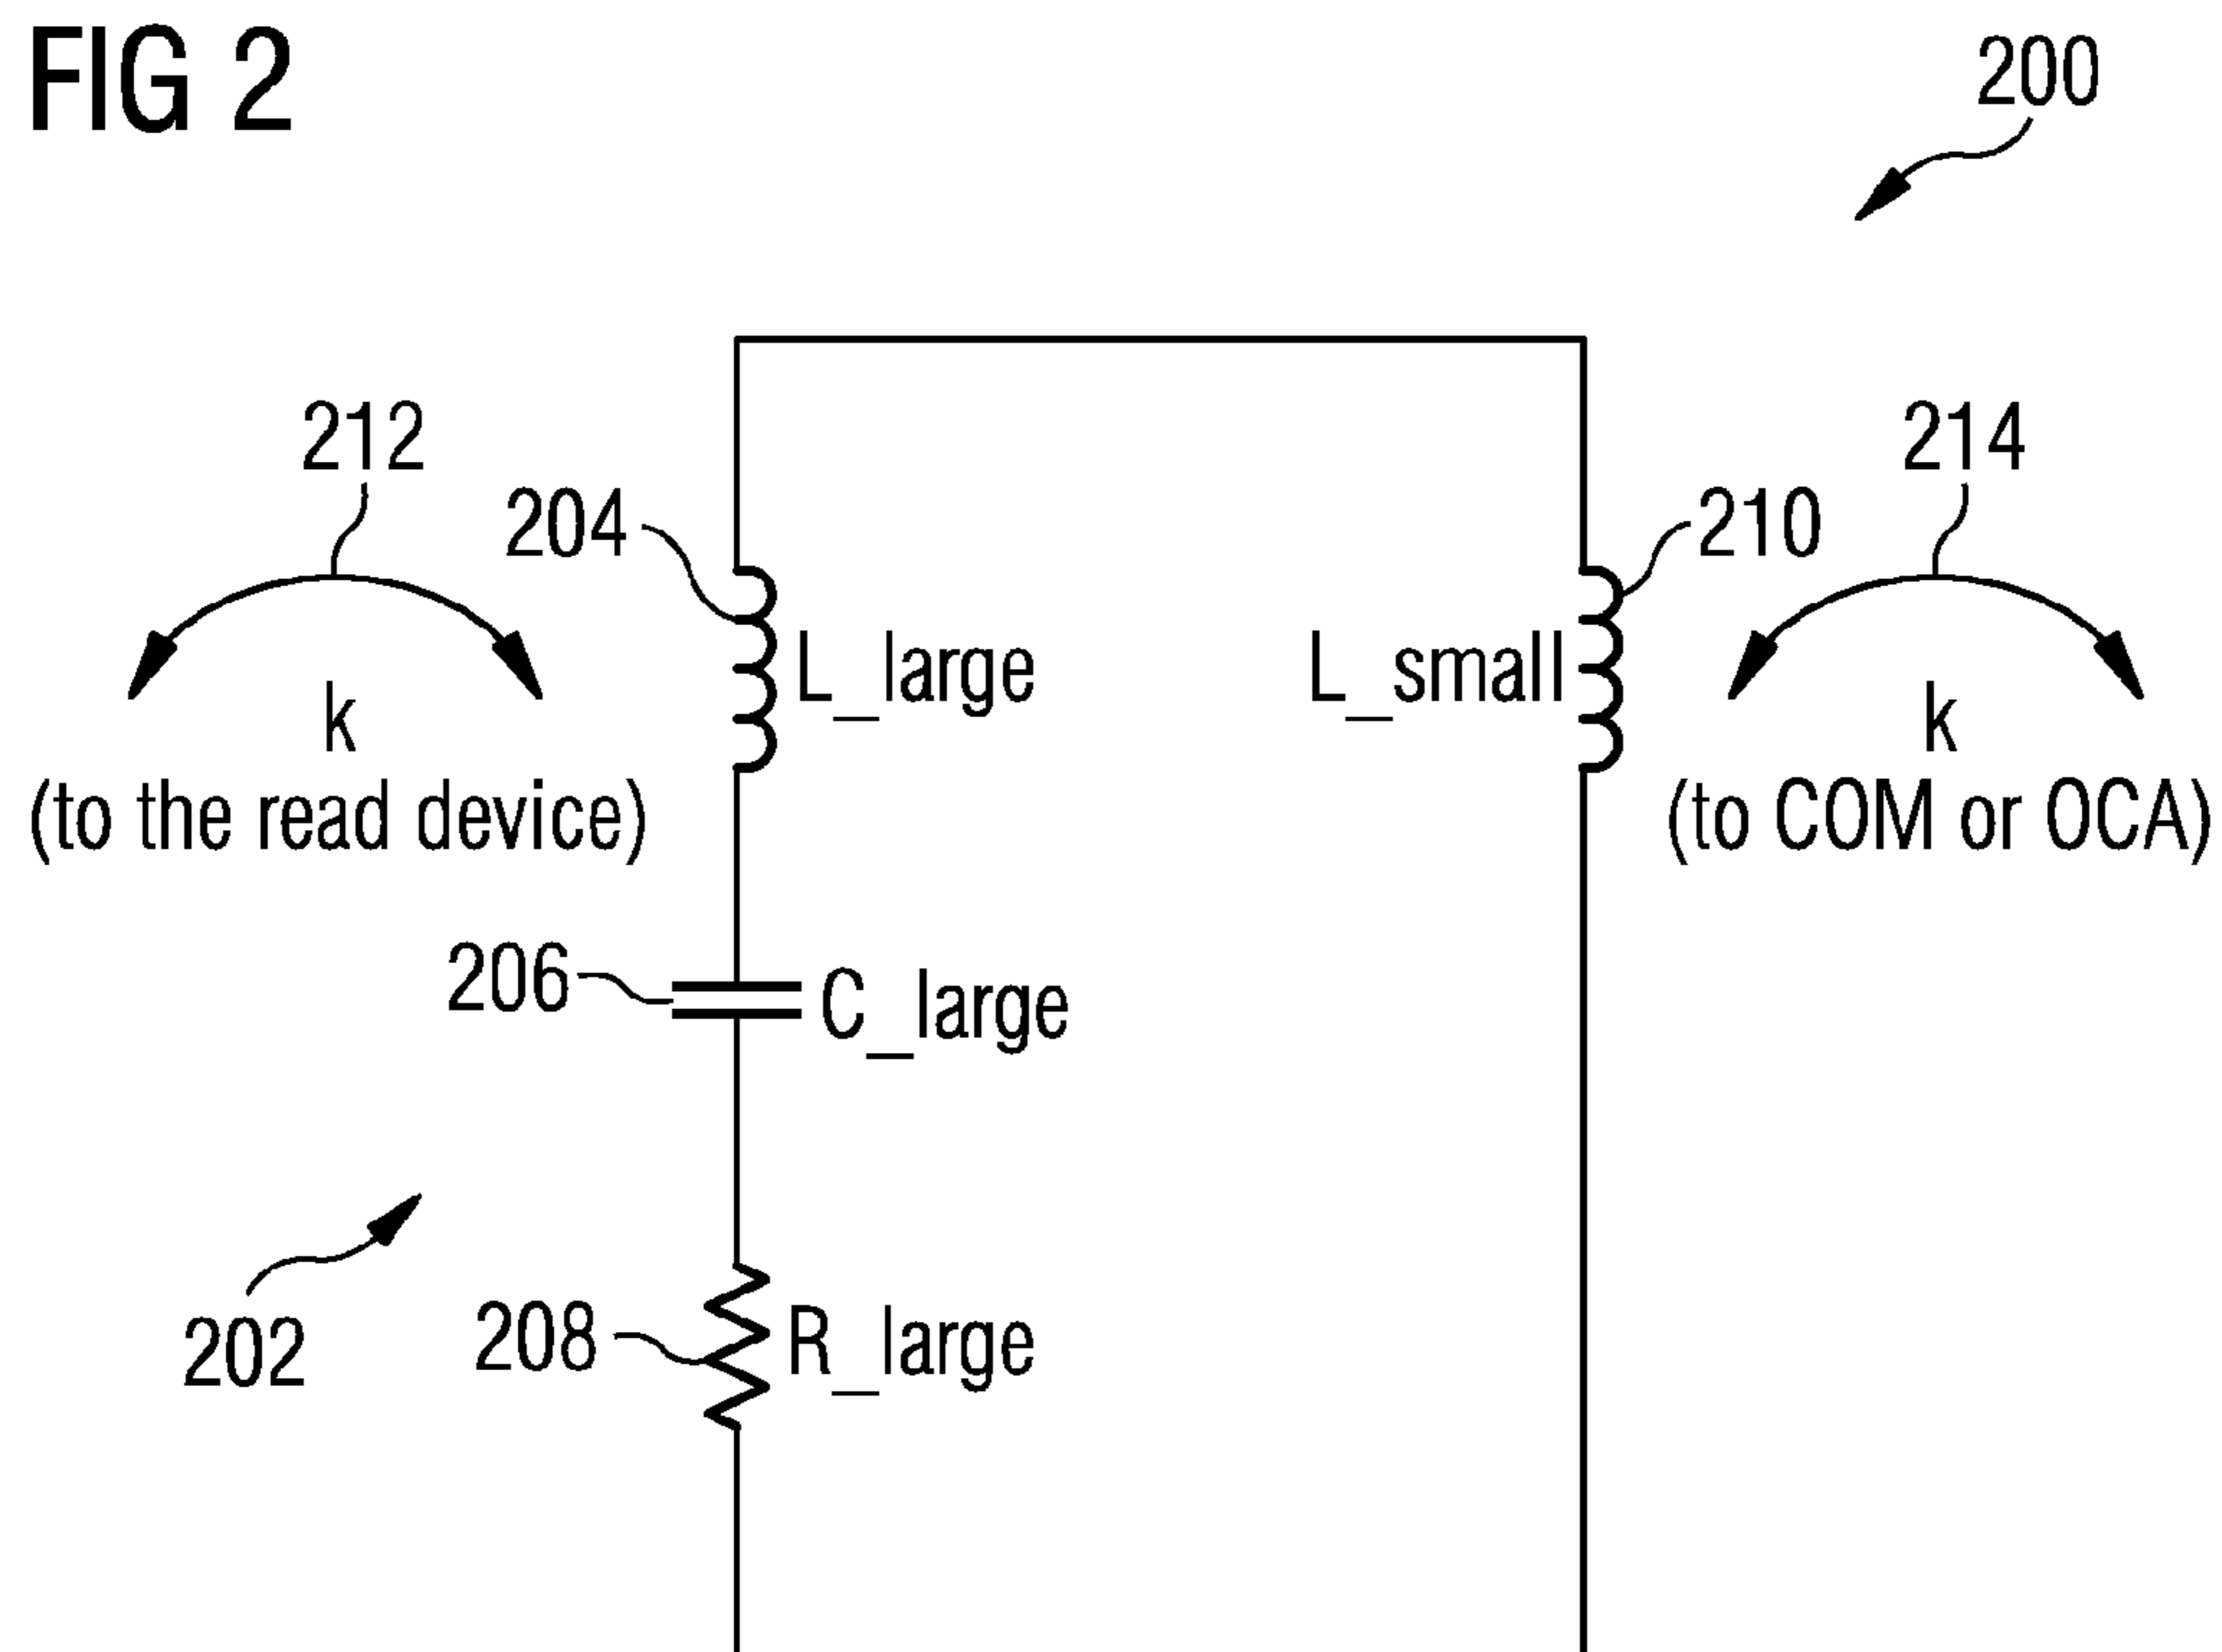 FIG 2
200
212
214
204
210
L_large
L_small
k
(to the read device)
k
(to COM or OCA)
206
C_large
202
208
R_large